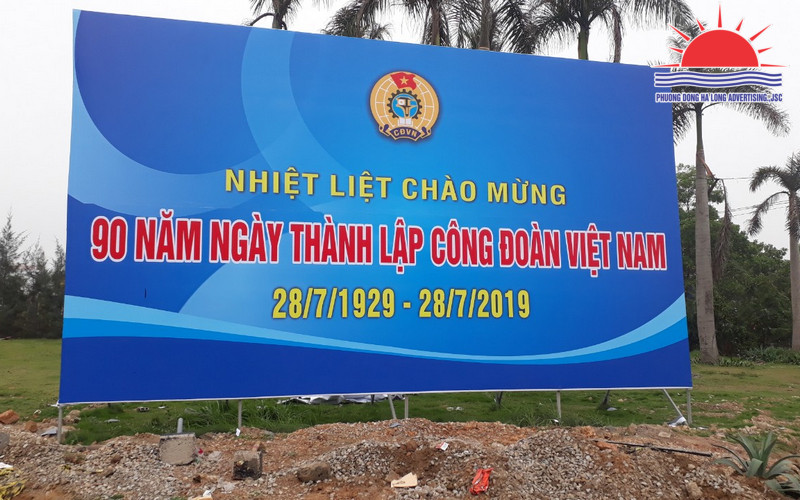 PHUONG DONG HA LONG ADVERTISING.,JSC
CĐVN
NHIỆT LIỆT CHÀO MỪNG
90 NĂM NGÀY THÀNH LẬP CÔNG ĐOÀN VIỆT NAM
28/7/1929 - 28/7/2019